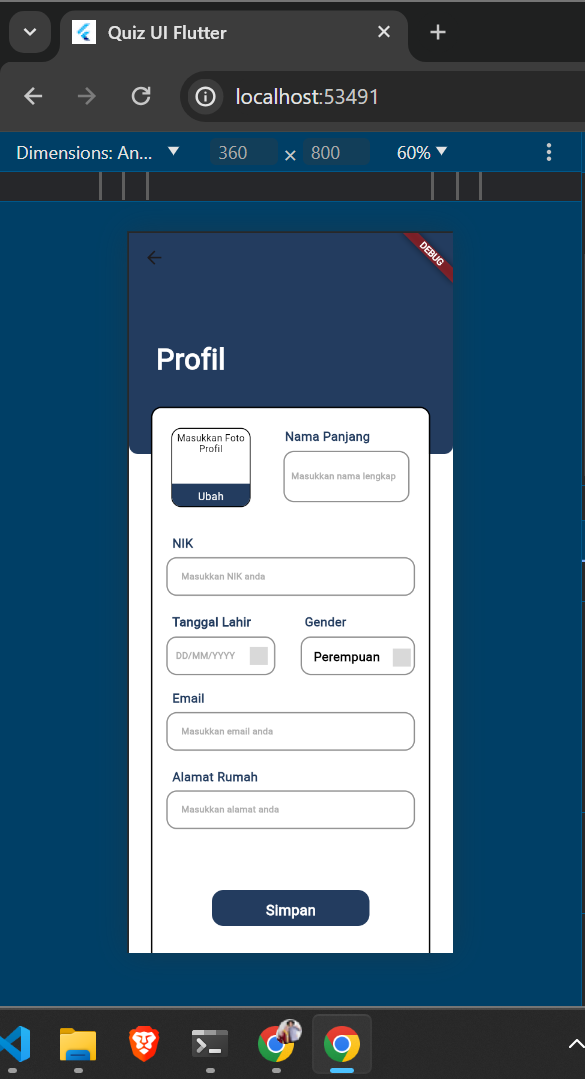 Quiz UI Flutter
localhost:53491
Dimensions: An... 360 × 800 60%
DEBUG
Profil
Masukkan Foto
Profil
Ubah
Nama Panjang
Masukkan nama lengkap
NIK
Masukkan NIK anda
Tanggal Lahir
DD/MM/YYYY
Gender
Perempuan
Email
Masukkan email anda
Alamat Rumah
Masukkan alamat anda
Simpan